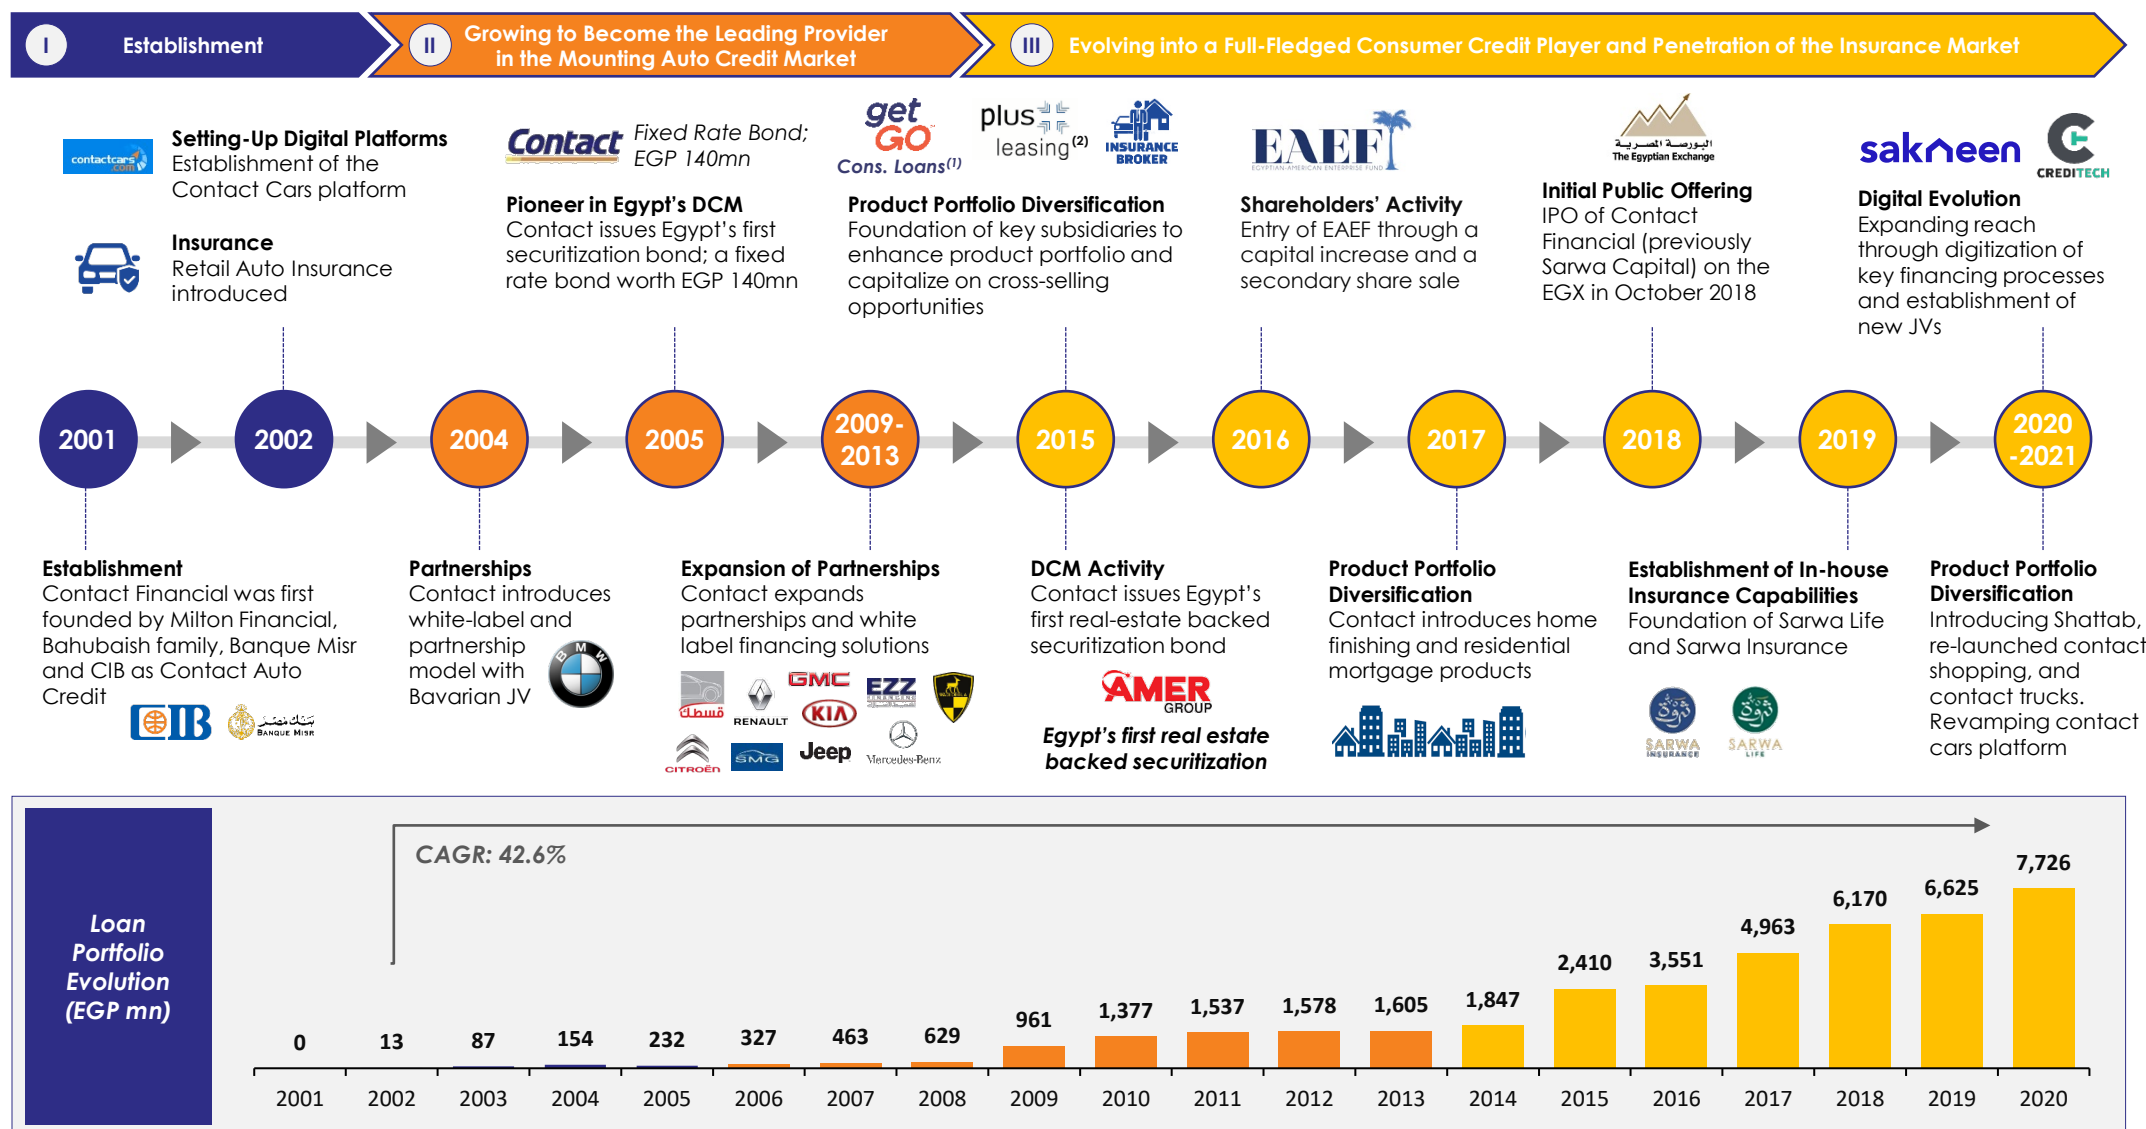 I
Establishment
II
Growing to Become the Leading Provider
in the Mounting Auto Credit Market
III
Evolving into a Full-Fledged Consumer Credit Player and Penetration of the Insurance Market
contactcars
.com
Setting-Up Digital Platforms
Establishment of the
Contact Cars platform
Insurance
Retail Auto Insurance
introduced
Contact
Fixed Rate Bond;
EGP 140mn
Pioneer in Egypt's DCM
Contact issues Egypt's first
securitization bond; a fixed
rate bond worth EGP 140mn
get
GO
Cons. Loans(1)
plus
leasing(2)
INSURANCE
BROKER
Product Portfolio Diversification
Foundation of key subsidiaries to
enhance product portfolio and
capitalize on cross-selling
opportunities
EAEF
EGYPTIAN-AMERICAN ENTERPRISE FUND
Shareholders' Activity
Entry of EAEF through a
capital increase and a
secondary share sale
البورصة المصرية
The Egyptian Exchange
Initial Public Offering
IPO of Contact
Financial (previously
Sarwa Capital) on the
EGX in October 2018
sakneen
CREDITECH
Digital Evolution
Expanding reach
through digitization of
key financing processes
and establishment of
new JVs
2001
2002
2004
2005
2009-
2013
2015
2016
2017
2018
2019
2020
-2021
Establishment
Contact Financial was first
founded by Milton Financial,
Bahubaish family, Banque Misr
and CIB as Contact Auto
Credit
CIB
بنك مصر
BANQUE MISR
Partnerships
Contact introduces
white-label and
partnership
model with
Bavarian JV
BMW
Expansion of Partnerships
Contact expands
partnerships and white
label financing solutions
قسطك
RENAULT
GMC
KIA
EZZ
CITROËN
SMG
Jeep
Mercedes-Benz
DCM Activity
Contact issues Egypt's
first real-estate backed
securitization bond
AMER
GROUP
Egypt's first real estate
backed securitization
Product Portfolio
Diversification
Contact introduces home
finishing and residential
mortgage products
Establishment of In-house
Insurance Capabilities
Foundation of Sarwa Life
and Sarwa Insurance
ثروة
SARWA
INSURANCE
ثروة
SARWA
LIFE
Product Portfolio
Diversification
Introducing Shattab,
re-launched contact
shopping, and
contact trucks.
Revamping contact
cars platform
Loan
Portfolio
Evolution
(EGP mn)
CAGR: 42.6%
0
13
87
154
232
327
463
629
961
1,377
1,537
1,578
1,605
1,847
2,410
3,551
4,963
6,170
6,625
7,726
2001
2002
2003
2004
2005
2006
2007
2008
2009
2010
2011
2012
2013
2014
2015
2016
2017
2018
2019
2020